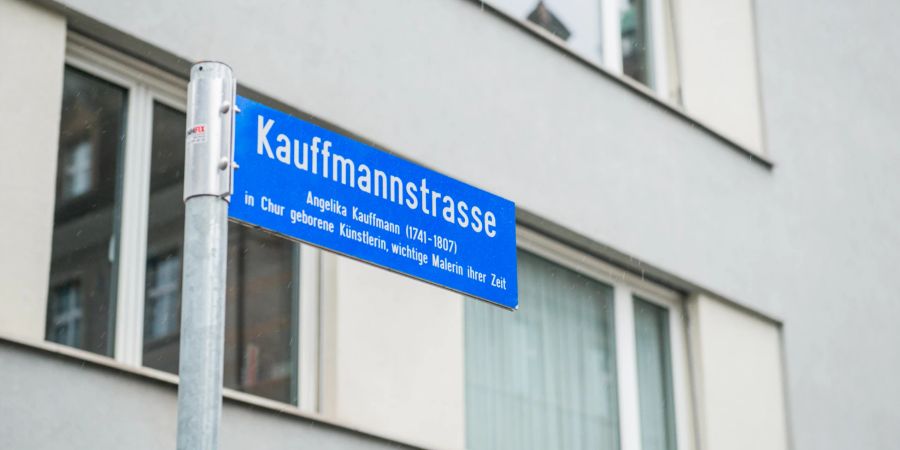 Kauffmannstrasse
Angelika Kauffmann (1741-1807)
in Chur geborene Künstlerin, wichtige Malerin ihrer Zeit